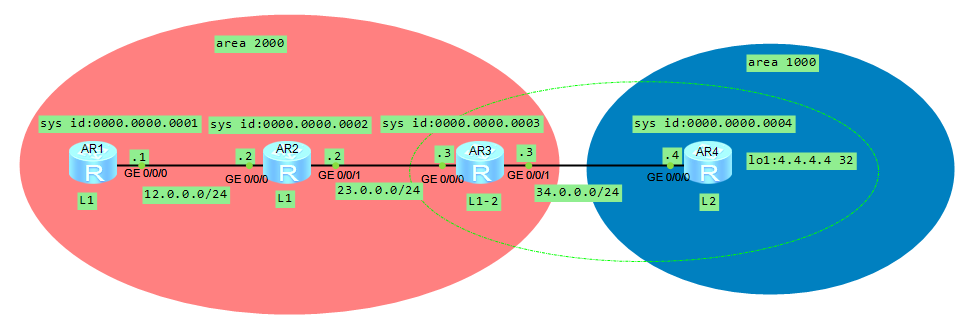 area 2000
area 1000
sys id:0000.0000.0001
sys id:0000.0000.0002
sys id:0000.0000.0003
sys id:0000.0000.0004
AR1
AR2
AR3
AR4
.1
.2
.2
.3
.3
.4
lo1:4.4.4.4 32
R
R
R
R
GE 0/0/0
GE 0/0/0
GE 0/0/1
GE 0/0/0
GE 0/0/1
GE 0/0/0
12.0.0.0/24
23.0.0.0/24
34.0.0.0/24
L1
L1
L1-2
L2